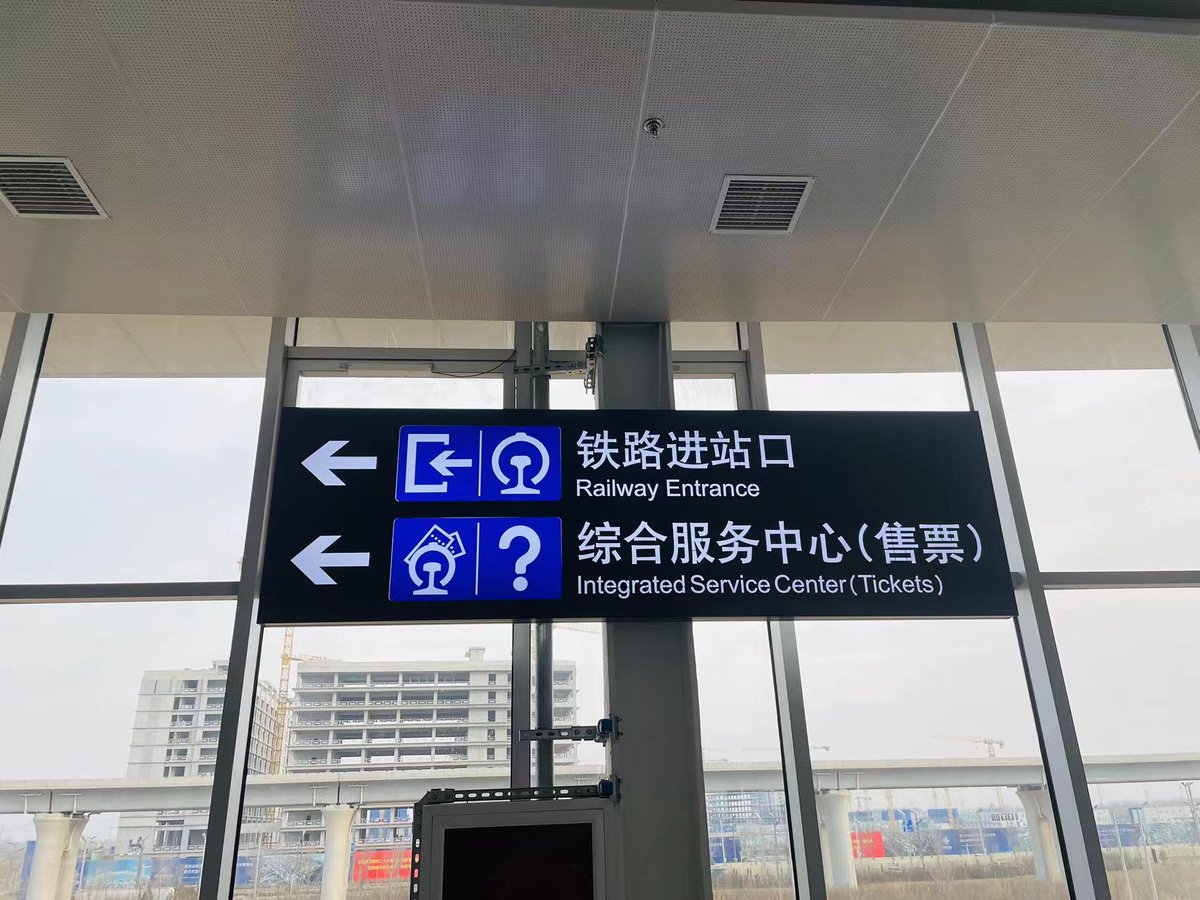 铁路进站口
Railway Entrance
综合服务中心(售票)
Integrated Service Center(Tickets)